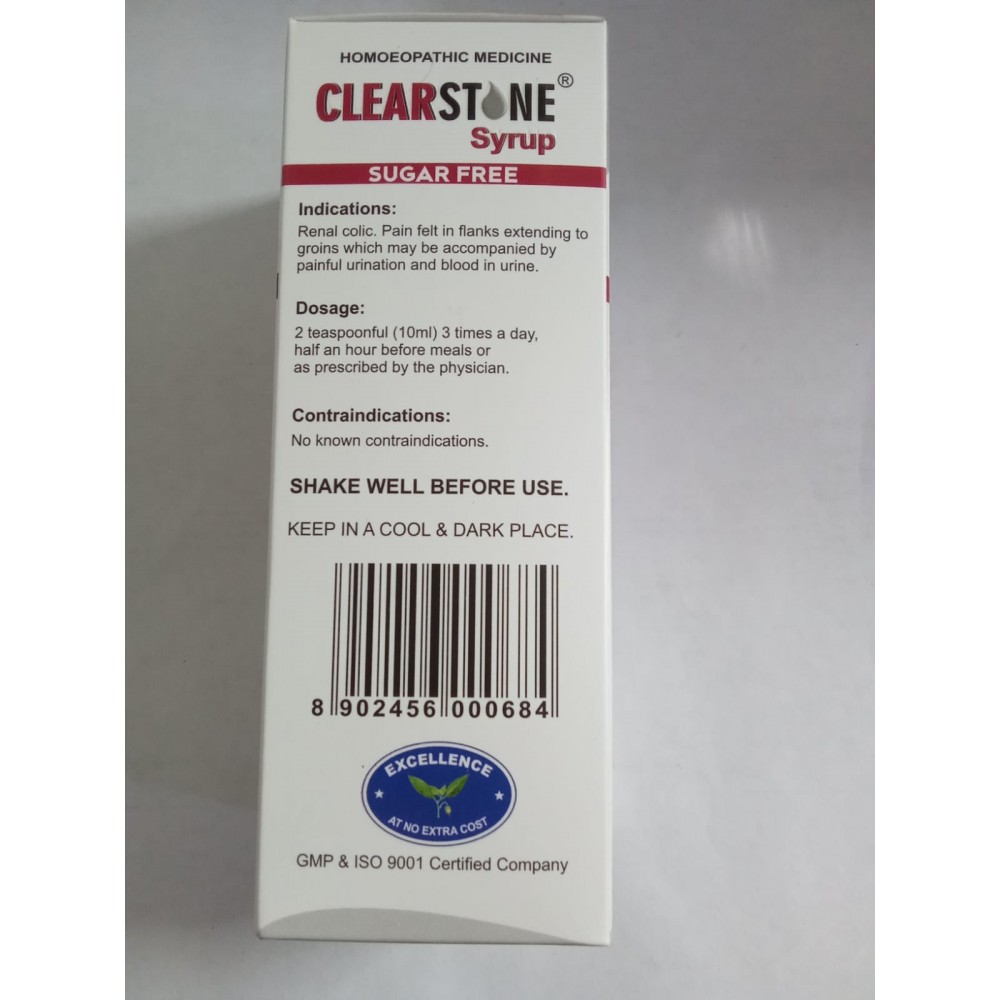 HOMOEOPATHIC MEDICINE
CLEARSTONE®
Syrup
SUGAR FREE
Indications:
Renal colic. Pain felt in flanks extending to
groins which may be accompanied by
painful urination and blood in urine.
Dosage:
2 teaspoonful (10ml) 3 times a day,
half an hour before meals or
as prescribed by the physician.
Contraindications:
No known contraindications.
SHAKE WELL BEFORE USE.
KEEP IN A COOL & DARK PLACE.
8 902456 000684
EXCELLENCE
AT NO EXTRA COST
GMP & ISO 9001 Certified Company